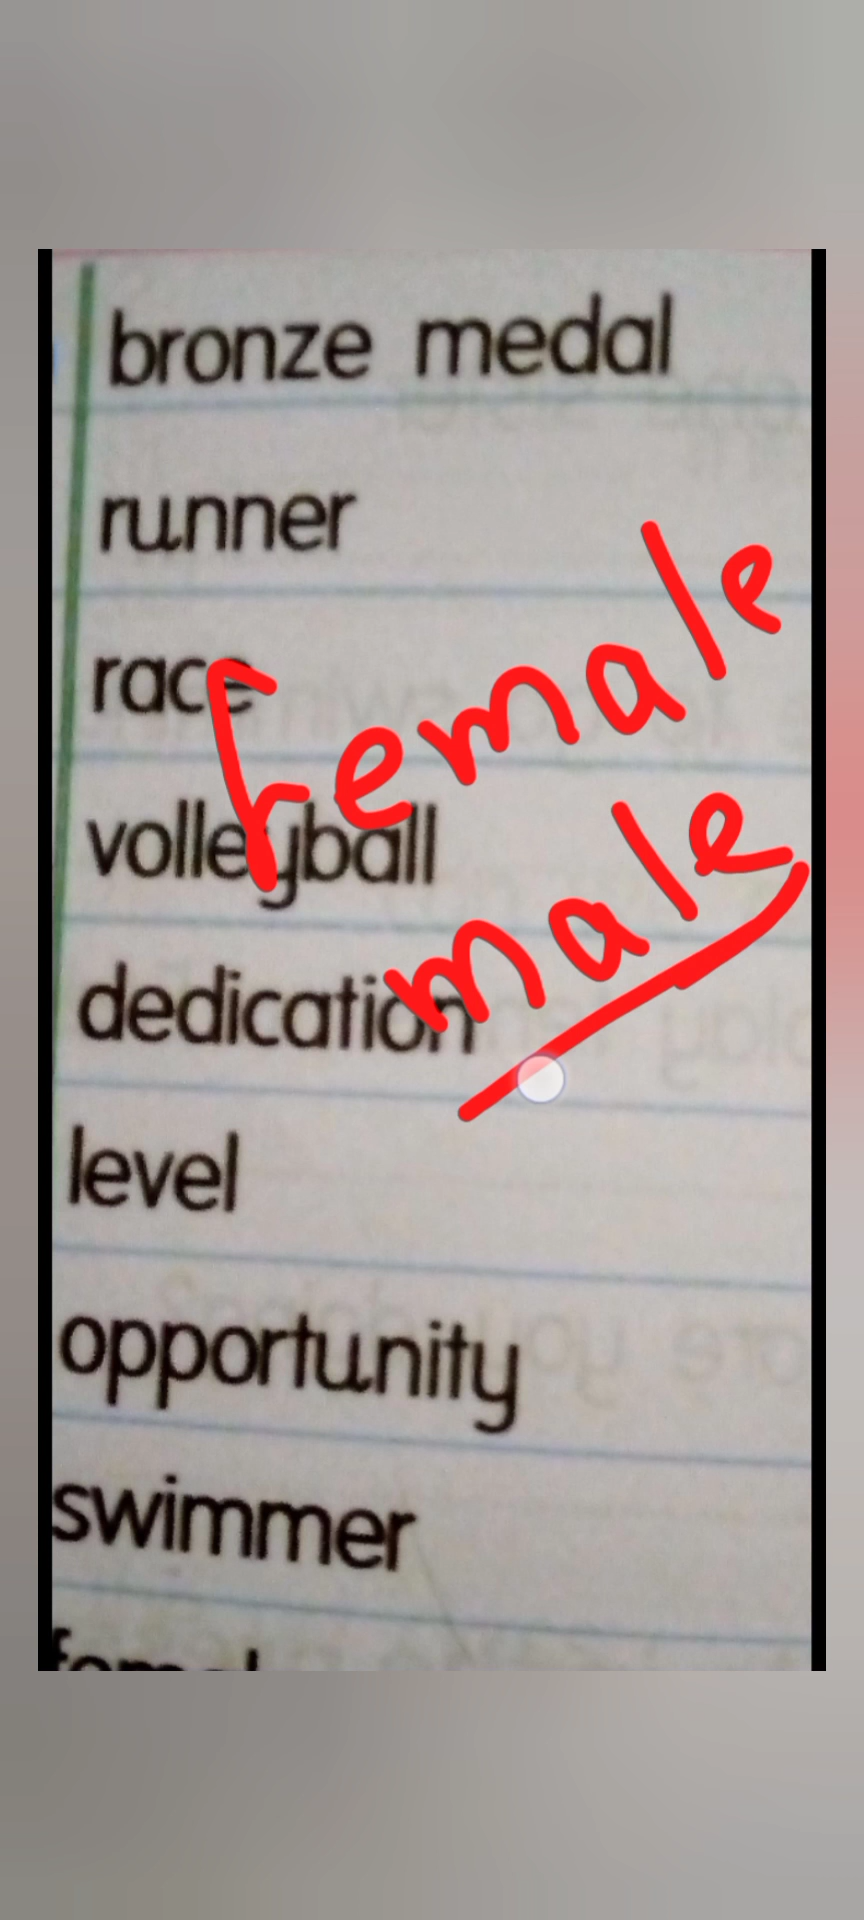 bronze medal
runner
race
volleyball
dedication
level
opportunity
swimmer
Female
male